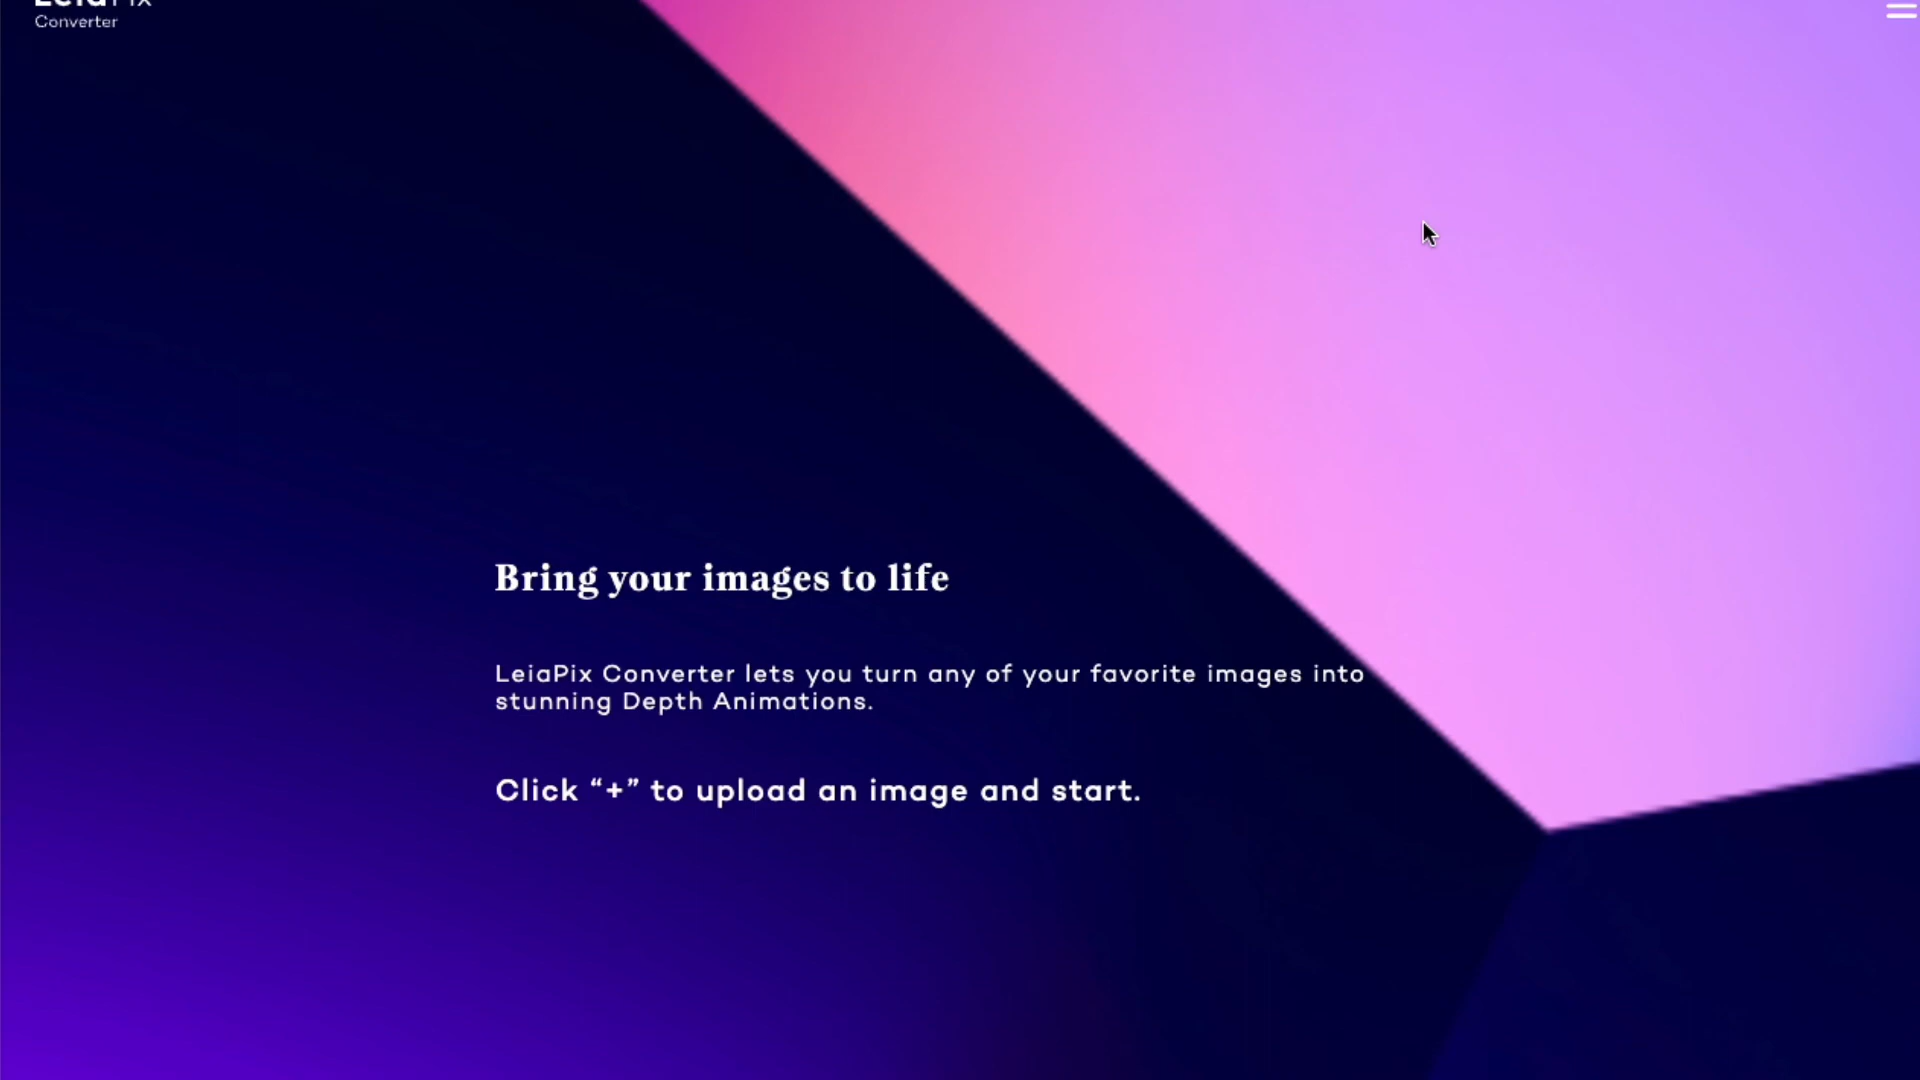 LeiaPix
Converter
Bring your images to life
LeiaPix Converter lets you turn any of your favorite images into
stunning Depth Animations.
Click “+” to upload an image and start.